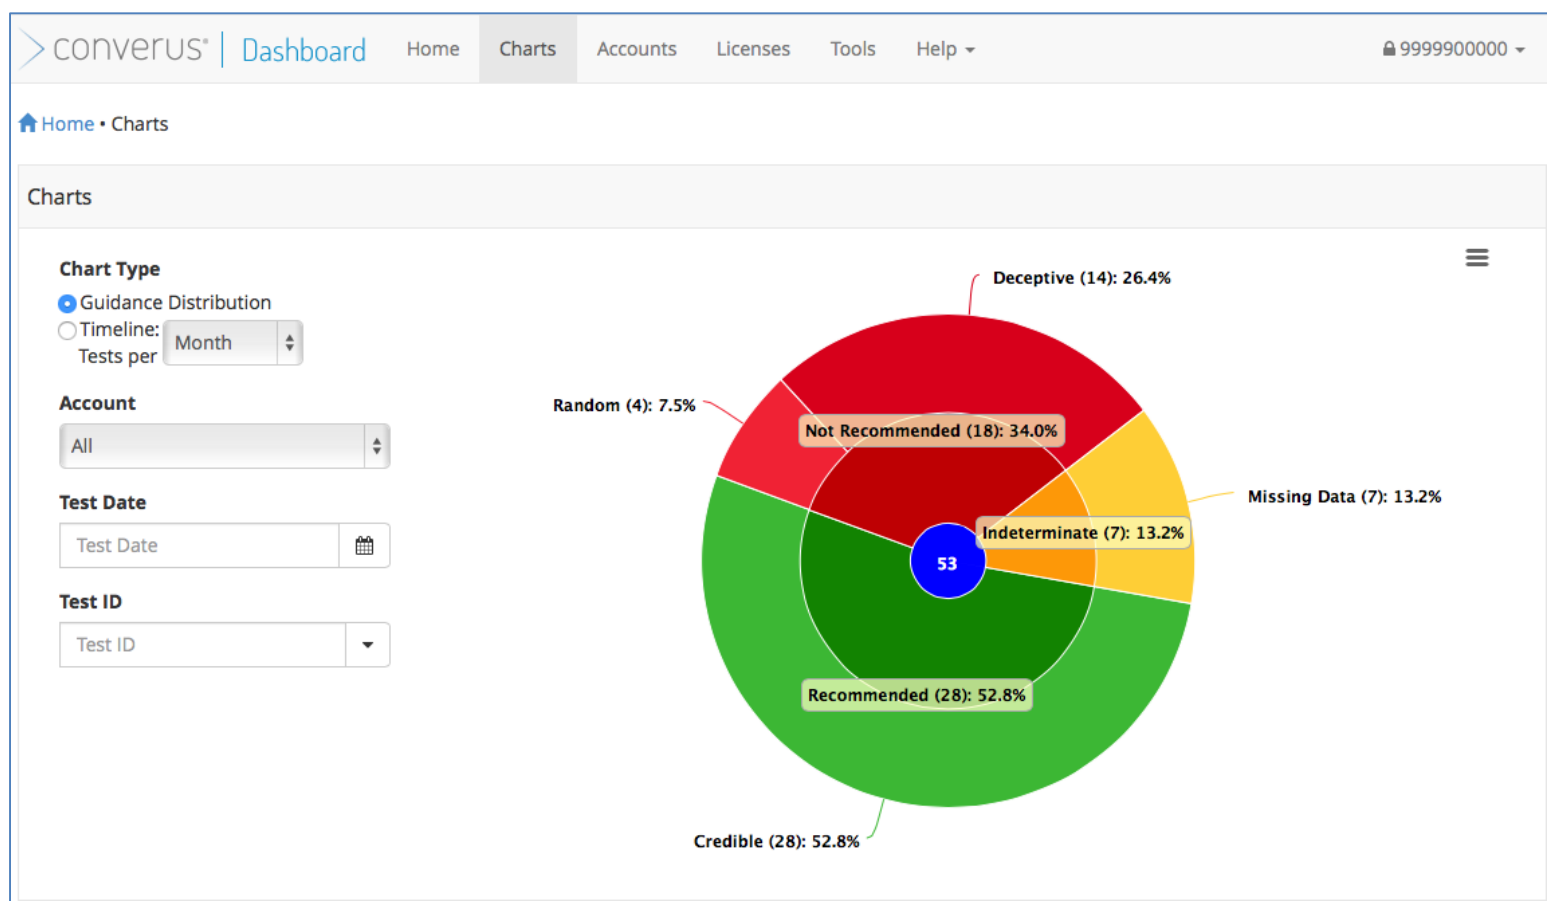 converus® Dashboard Home Charts Accounts Licenses Tools Help 9999900000
Home • Charts
Charts
Chart Type
Guidance Distribution
Timeline:
Tests per Month
Account
All
Test Date
Test Date
Test ID
Test ID
Deceptive (14): 26.4%
Random (4): 7.5%
Not Recommended (18): 34.0%
Missing Data (7): 13.2%
Indeterminate (7): 13.2%
53
Recommended (28): 52.8%
Credible (28): 52.8%